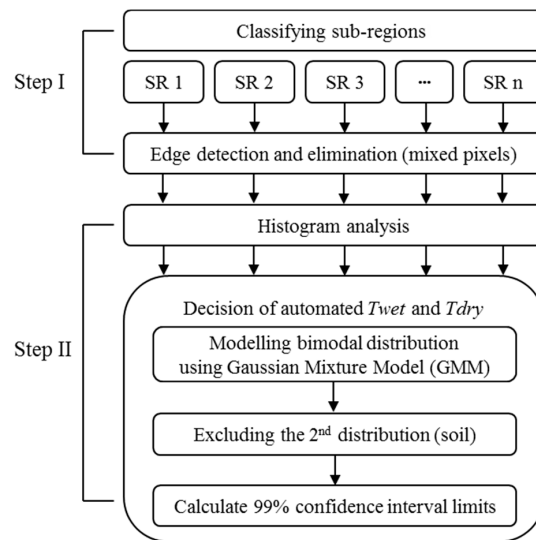 Classifying sub-regions
Step I
SR 1
SR 2
SR 3
...
SR n
Edge detection and elimination (mixed pixels)
Histogram analysis
Step II
Decision of automated Twet and Tdry
Modelling bimodal distribution
using Gaussian Mixture Model (GMM)
Excluding the 2nd distribution (soil)
Calculate 99% confidence interval limits